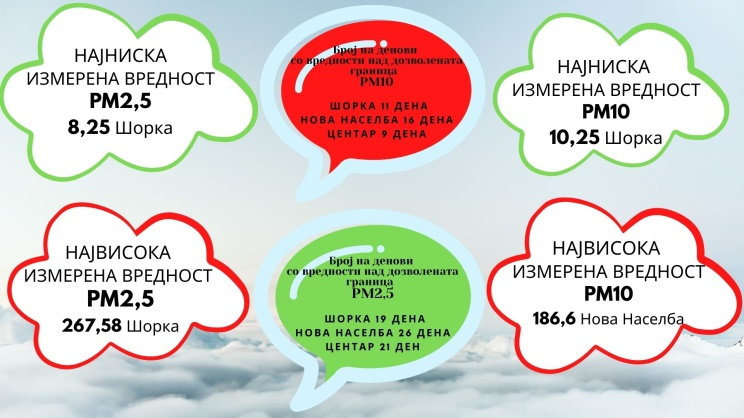 НАЈНИСКА
ИЗМЕРЕНА ВРЕДНОСТ
PM2,5
8,25 Шорка
Број на денови
со вредности над дозволената
граница
PM10
ШОРКА 11 ДЕНА
НОВА НАСЕЛБА 16 ДЕНА
ЦЕНТАР 9 ДЕНА
НАЈНИСКА
ИЗМЕРЕНА ВРЕДНОСТ
PM10
10,25 Шорка
НАЈВИСОКА
ИЗМЕРЕНА ВРЕДНОСТ
PM2,5
267,58 Шорка
Број на денови
со вредности над дозволената
граница
PM2,5
ШОРКА 19 ДЕНА
НОВА НАСЕЛБА 26 ДЕНА
ЦЕНТАР 21 ДЕН
НАЈВИСОКА
ИЗМЕРЕНА ВРЕДНОСТ
PM10
186,6 Нова Населба